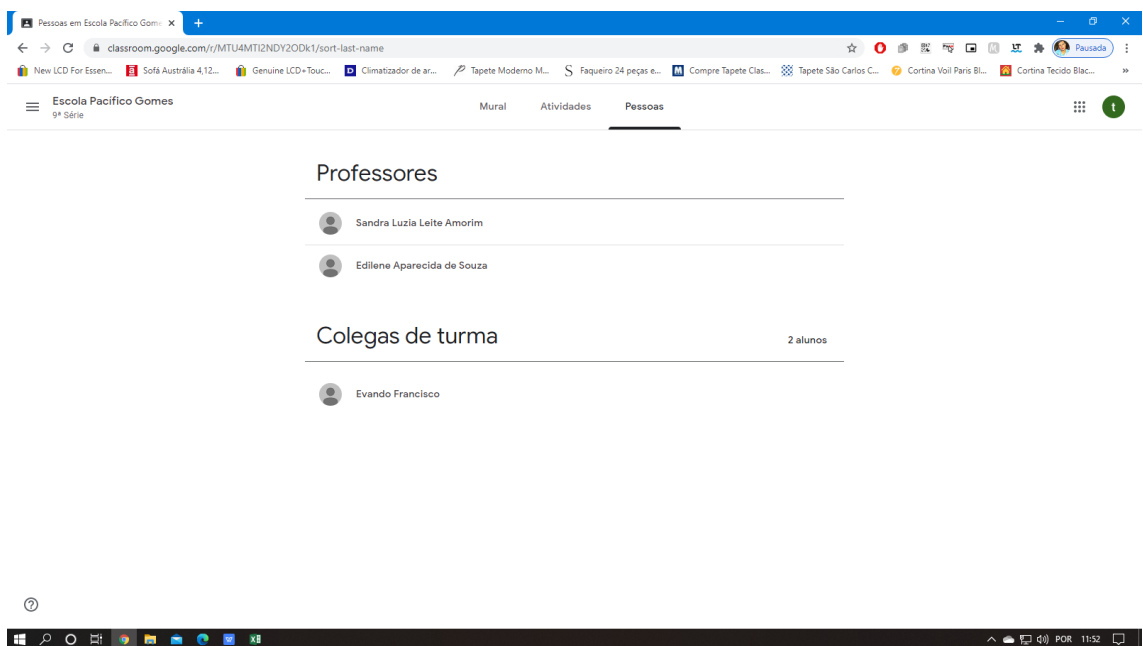 Pessoas em Escola Pacífico Gome
classroom.google.com/r/MTU4MTI2NDY2ODk1/sort-last-name
Pausada
New LCD For Essen...
Sofá Austrália 4,12...
Genuine LCD+Touc...
Climatizador de ar...
Tapete Moderno M...
Faqueiro 24 peças e...
Compre Tapete Clas...
Tapete São Carlos C...
Cortina Voil Paris Bl...
Cortina Tecido Blac...
Escola Pacífico Gomes
9ª Série
Mural
Atividades
Pessoas
t
Professores
Sandra Luzia Leite Amorim
Edilene Aparecida de Souza
Colegas de turma
2 alunos
Evando Francisco
POR
11:52